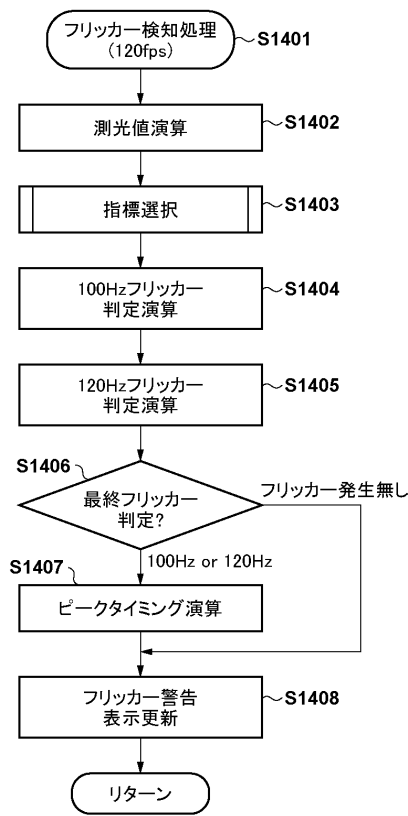 フリッカー検知処理
(120fps)
S1401
測光値演算
S1402
指標選択
S1403
100Hzフリッカー
判定演算
S1404
120Hzフリッカー
判定演算
S1405
S1406
最終フリッカー
判定?
フリッカー発生無し
100Hz or 120Hz
S1407
ピークタイミング演算
フリッカー警告
表示更新
S1408
リターン